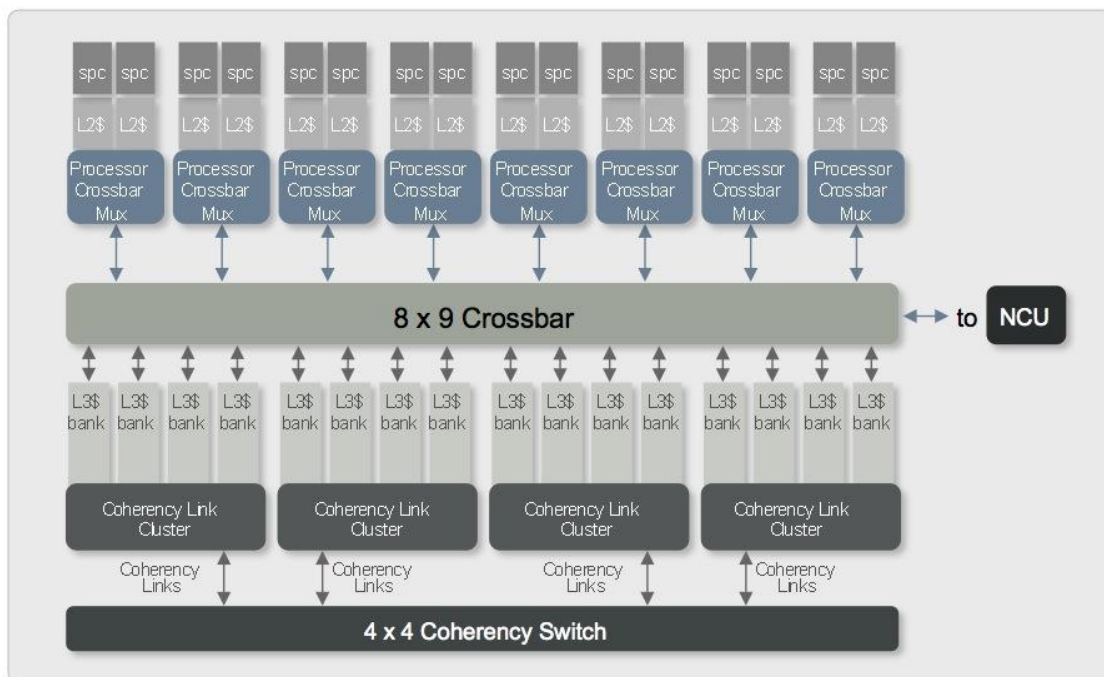 spc spc spc spc spc spc spc spc spc spc spc spc spc spc spc spc
L2$ L2$ L2$ L2$ L2$ L2$ L2$ L2$ L2$ L2$ L2$ L2$ L2$ L2$ L2$ L2$
Processor Processor Processor Processor Processor Processor Processor Processor
Crossbar Crossbar Crossbar Crossbar Crossbar Crossbar Crossbar Crossbar
Mux Mux Mux Mux Mux Mux Mux Mux
8 x 9 Crossbar to NCU
L3$ L3$ L3$ L3$ L3$ L3$ L3$ L3$ L3$ L3$ L3$ L3$ L3$ L3$ L3$ L3$
bank bank bank bank bank bank bank bank bank bank bank bank bank bank bank bank
Coherency Link Coherency Link Coherency Link Coherency Link
Cluster Cluster Cluster Cluster
Coherency Coherency Coherency Coherency
Links Links Links Links
4 x 4 Coherency Switch